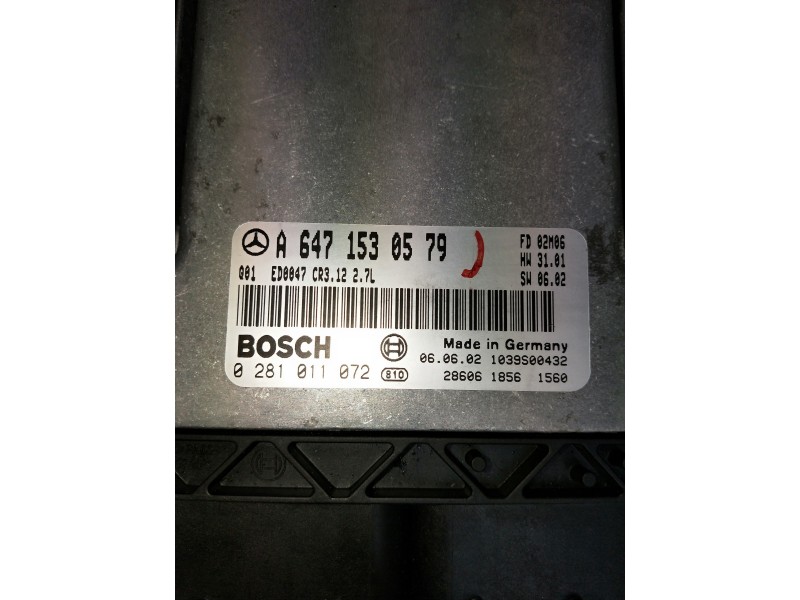 A 647 153 05 79 FD 02M06
HW 31.01
Q01 ED0047 CR3.12 2.7L SW 06.02
BOSCH Made in Germany
06.06.02 1039S00432
0 281 011 072 810 28606 1856 1560